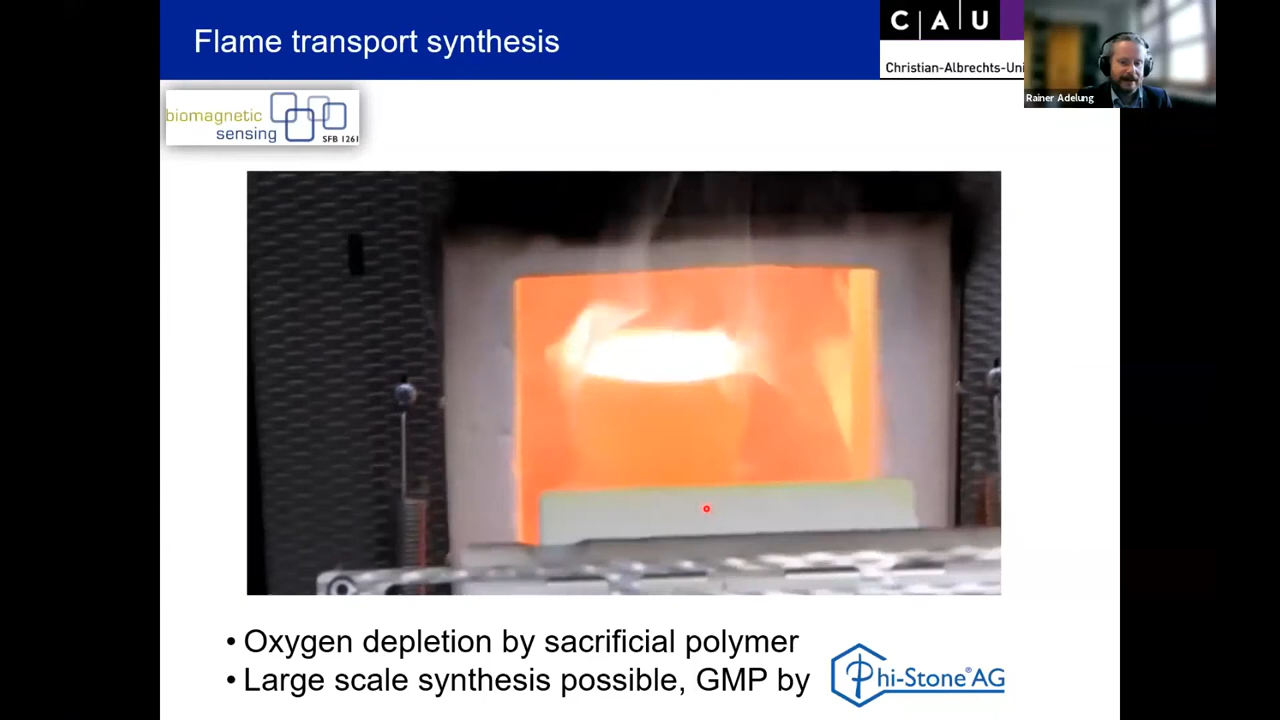 Flame transport synthesis
C A U
Christian-Albrechts-Uni
Rainer Adelung
biomagnetic
sensing
SFB 1261
• Oxygen depletion by sacrificial polymer
• Large scale synthesis possible, GMP by
Phi-Stone® AG